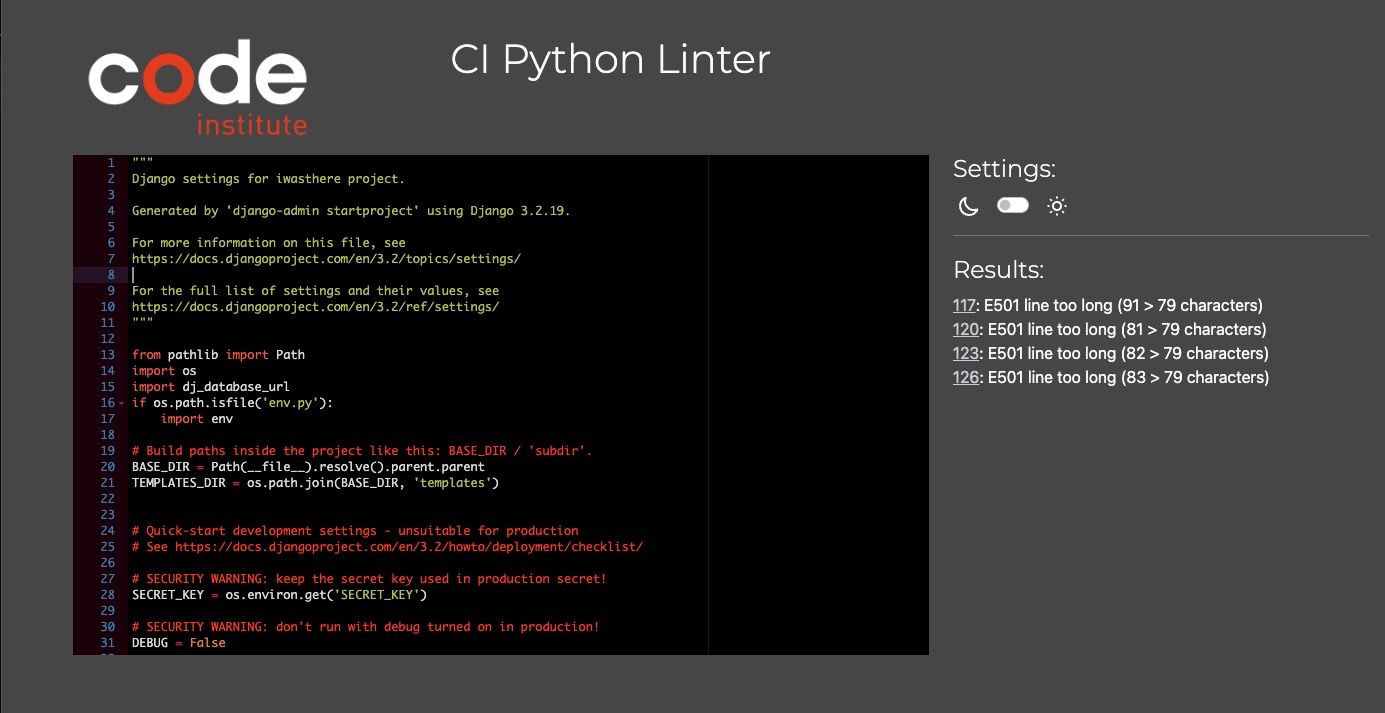 code
institute
CI Python Linter
1 """
2 Django settings for iwasthere project.
3
4 Generated by 'django-admin startproject' using Django 3.2.19.
5
6 For more information on this file, see
7 https://docs.djangoproject.com/en/3.2/topics/settings/
8
9 For the full list of settings and their values, see
10 https://docs.djangoproject.com/en/3.2/ref/settings/
11 """
12
13 from pathlib import Path
14 import os
15 import dj_database_url
16 if os.path.isfile('env.py'):
17     import env
18
19 # Build paths inside the project like this: BASE_DIR / 'subdir'.
20 BASE_DIR = Path(__file__).resolve().parent.parent
21 TEMPLATES_DIR = os.path.join(BASE_DIR, 'templates')
22
23
24 # Quick-start development settings - unsuitable for production
25 # See https://docs.djangoproject.com/en/3.2/howto/deployment/checklist/
26
27 # SECURITY WARNING: keep the secret key used in production secret!
28 SECRET_KEY = os.environ.get('SECRET_KEY')
29
30 # SECURITY WARNING: don't run with debug turned on in production!
31 DEBUG = False
Settings:
Results:
117: E501 line too long (91 > 79 characters)
120: E501 line too long (81 > 79 characters)
123: E501 line too long (82 > 79 characters)
126: E501 line too long (83 > 79 characters)